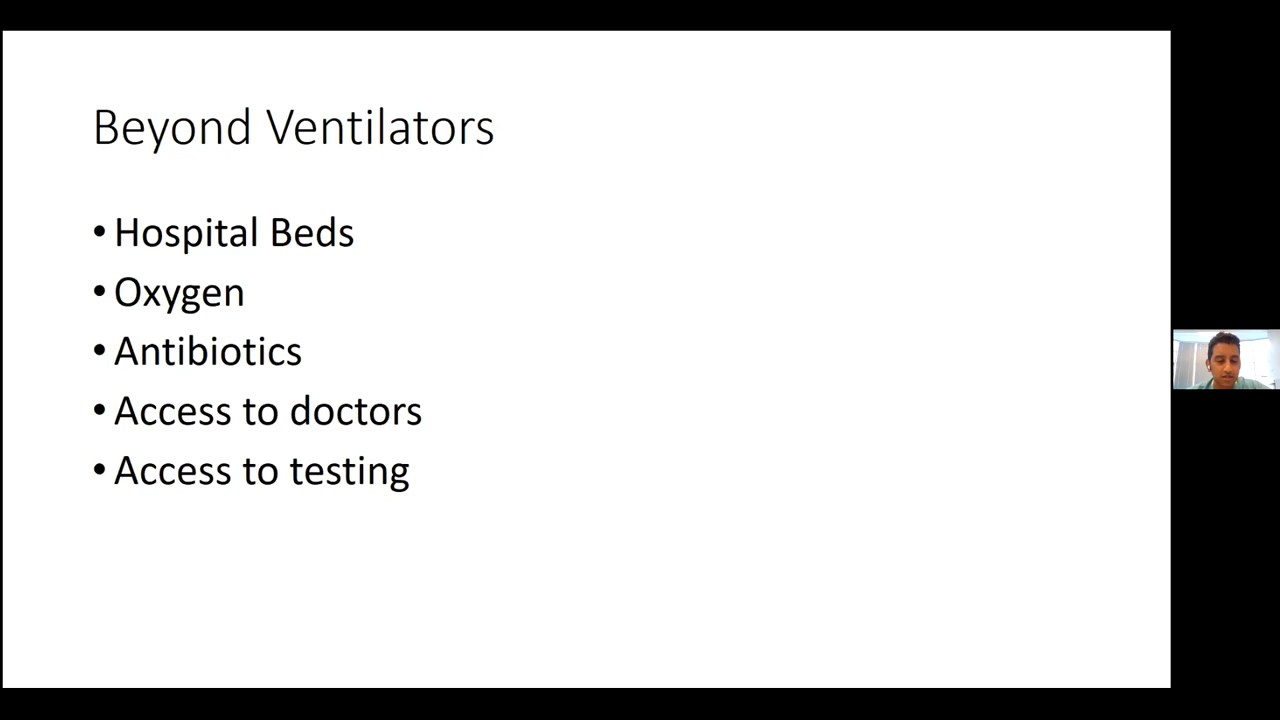 Beyond Ventilators
• Hospital Beds
• Oxygen
• Antibiotics
• Access to doctors
• Access to testing